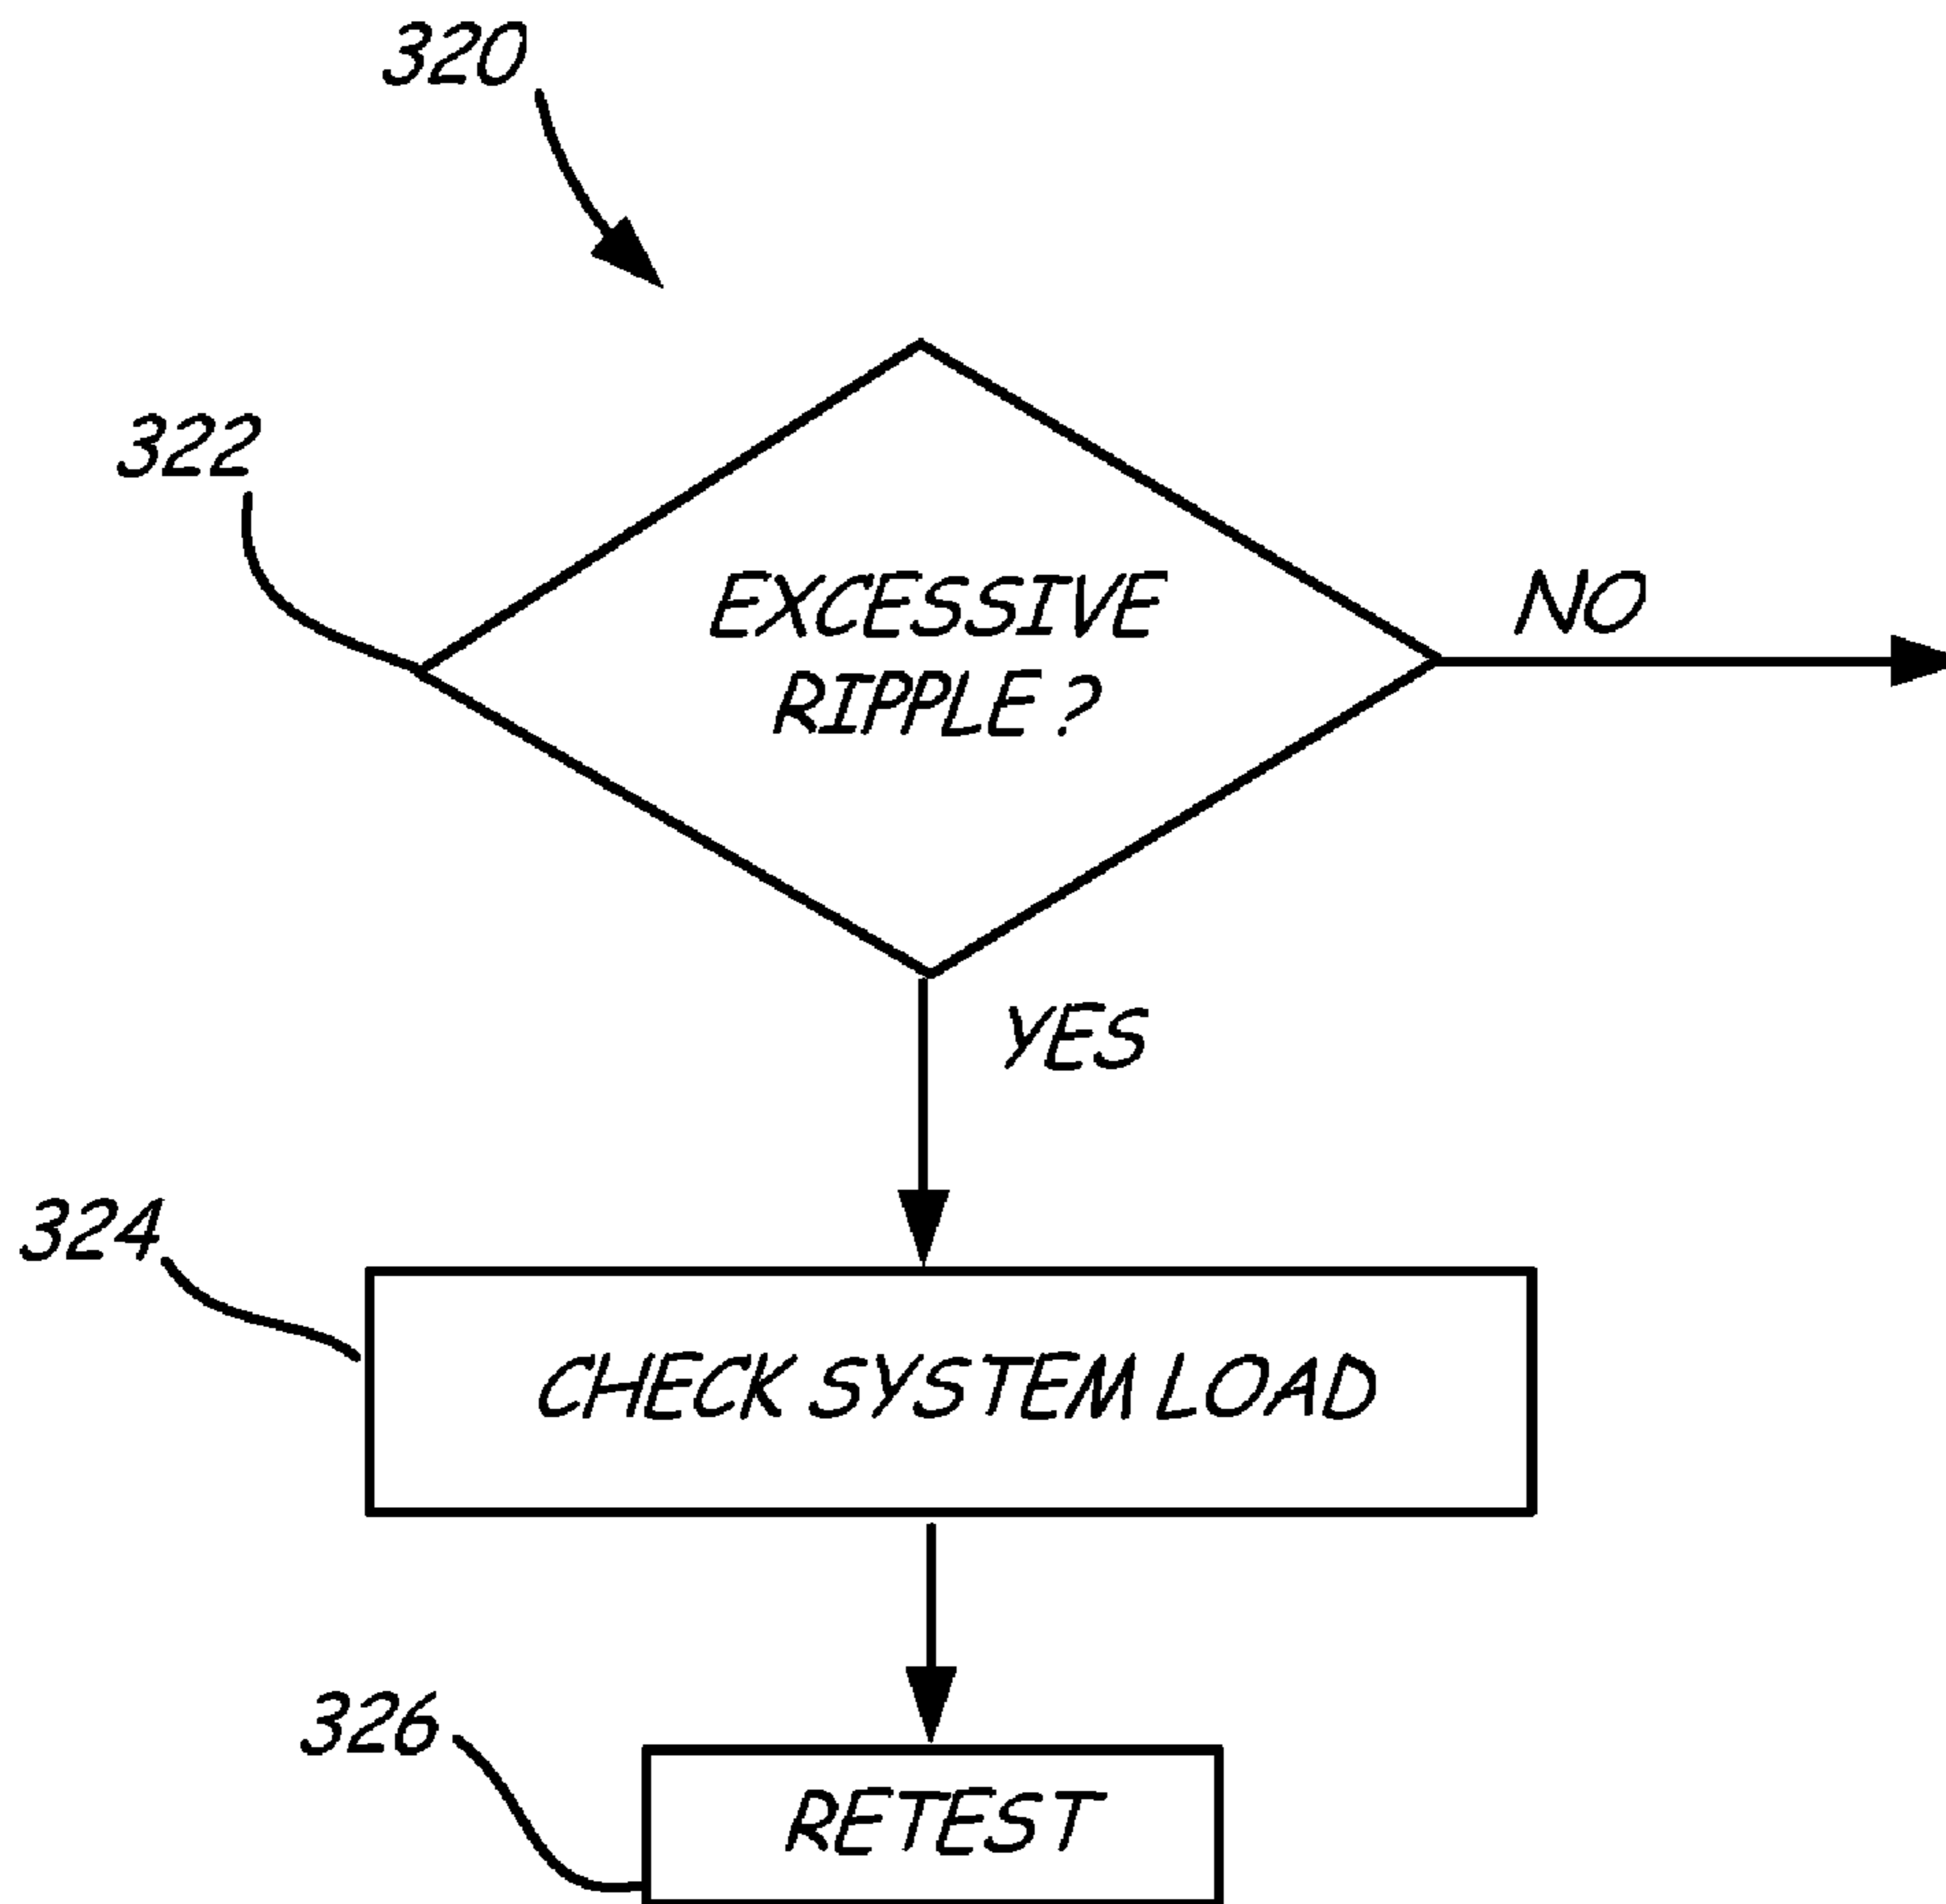 320
322
EXCESSIVE
RIPPLE?
NO
YES
324
CHECK SYSTEM LOAD
326
RETEST